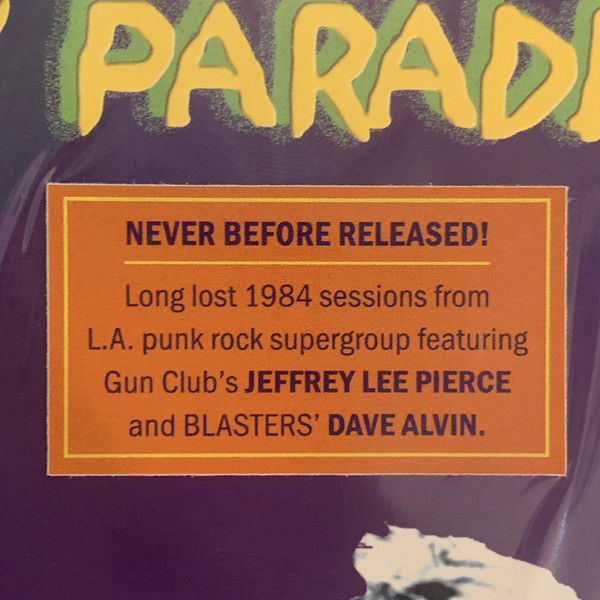 PARAD
NEVER BEFORE RELEASED!
Long lost 1984 sessions from
L.A. punk rock supergroup featuring
Gun Club's JEFFREY LEE PIERCE
and BLASTERS' DAVE ALVIN.